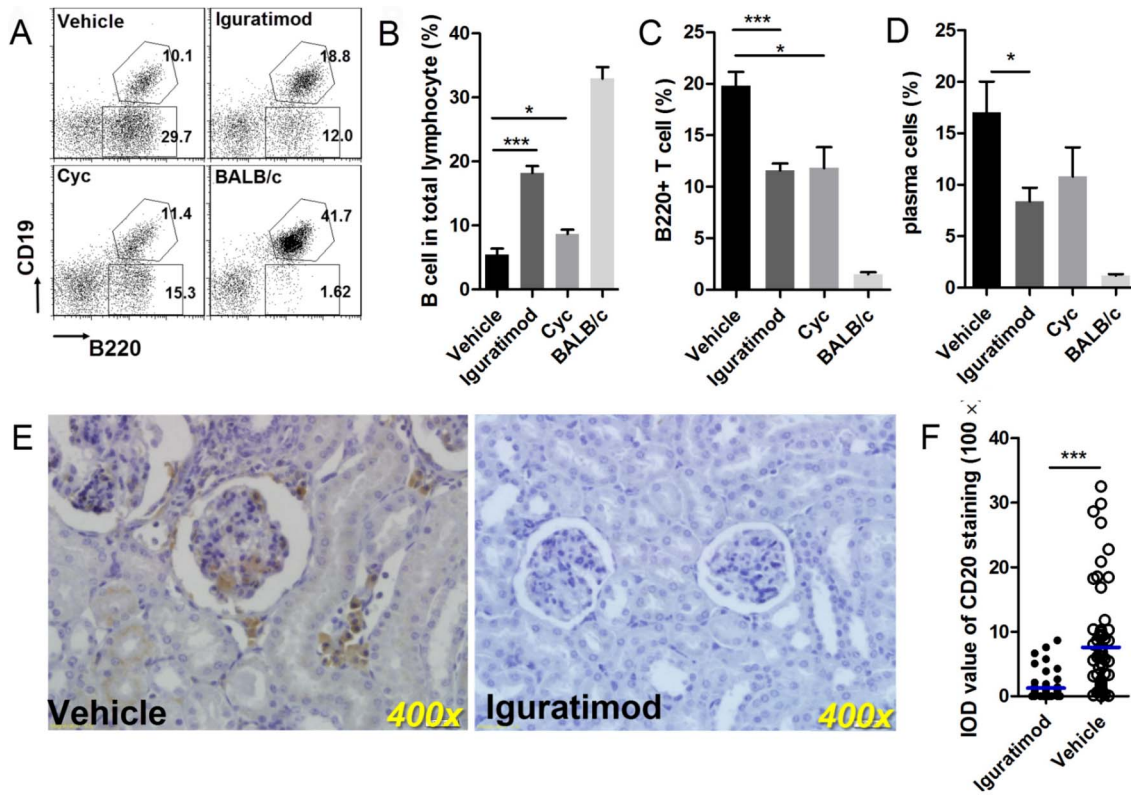 A
Vehicle
10.1
29.7
Iguratimod
18.8
12.0
Cyc
11.4
15.3
BALB/c
41.7
1.62
CD19
B220
B
B cell in total lymphocyte (%)
40
30
20
10
0
*
***
Vehicle
Iguratimod
Cyc
BALB/c
C
B220+ T cell (%)
25
20
15
10
5
0
***
*
Vehicle
Iguratimod
Cyc
BALB/c
D
plasma cells (%)
25
20
15
10
5
0
*
Vehicle
Iguratimod
Cyc
BALB/c
E
Vehicle
400x
Iguratimod
400x
F
IOD value of CD20 staining (100 ×
40
30
20
10
0
***
Iguratimod
Vehicle